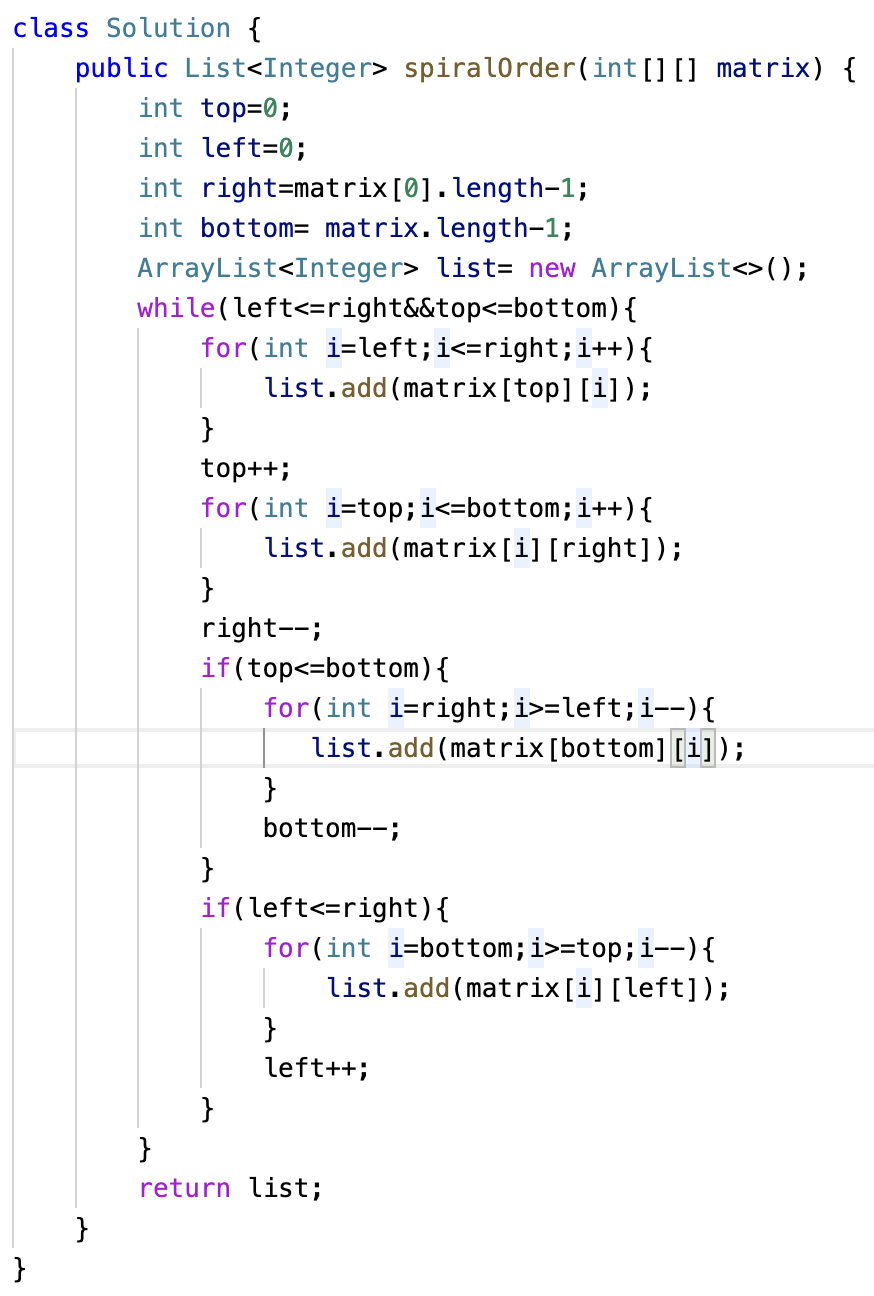 class Solution {
    public List<Integer> spiralOrder(int[][] matrix) {
        int top=0;
        int left=0;
        int right=matrix[0].length-1;
        int bottom= matrix.length-1;
        ArrayList<Integer> list= new ArrayList<>();
        while(left<=right&&top<=bottom){
            for(int i=left;i<=right;i++){
                list.add(matrix[top][i]);
            }
            top++;
            for(int i=top;i<=bottom;i++){
                list.add(matrix[i][right]);
            }
            right--;
            if(top<=bottom){
                for(int i=right;i>=left;i--){
                   list.add(matrix[bottom][i]);
                }
                bottom--;
            }
            if(left<=right){
                for(int i=bottom;i>=top;i--){
                    list.add(matrix[i][left]);
                }
                left++;
            }
        }
        return list;
    }
}